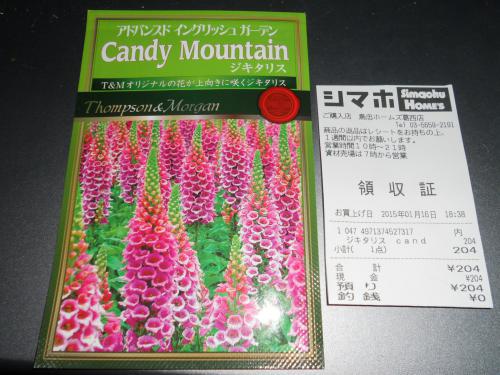 アドバンスド イングリッシュ ガーデン
Candy Mountain
ジキタリス
T&Mオリジナルの花が上向きに咲くジキタリス
Thompson & Morgan
シマホ
Simachu
HOME'S
ご購入店 島忠ホームズ葛西店
Tel 03-5659-2191
商品の返品はレシートをお持ちの上、
1週間以内でお願いします。
営業時間10時~21時
資材売場は7時から営業
領収証
お買上げ日 2015年01月16日 18:38
1 047 4971374527317 内
ジキタリス cand 204
小計( 1点) 204
合計 ¥204
現金 ¥204
預り ¥204
釣銭 ¥0